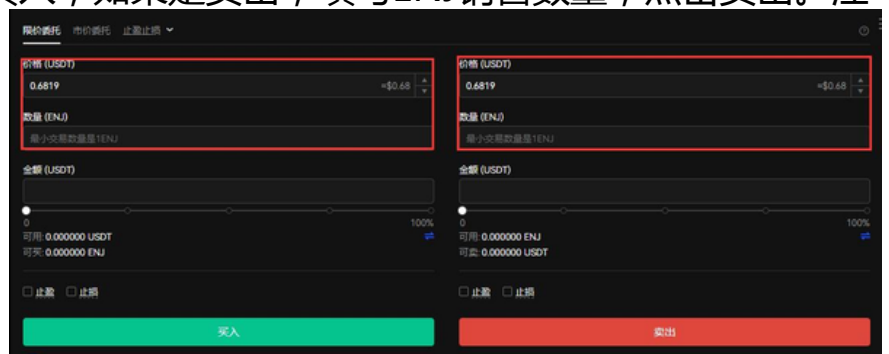 如果是卖出，填写ENJ销售数量，点击卖出。注
限价委托 市价委托 止盈止损
价格 (USDT) 价格 (USDT)
0.6819 ≈$0.68 0.6819 ≈$0.68
数量 (ENJ) 数量 (ENJ)
最小交易数量是1ENJ 最小交易数量是1ENJ
金额 (USDT) 金额 (USDT)
0 100% 0 100%
可用: 0.000000 USDT 可用: 0.000000 ENJ
可买: 0.000000 ENJ 可卖: 0.000000 USDT
止盈 止损 止盈 止损
买入 卖出